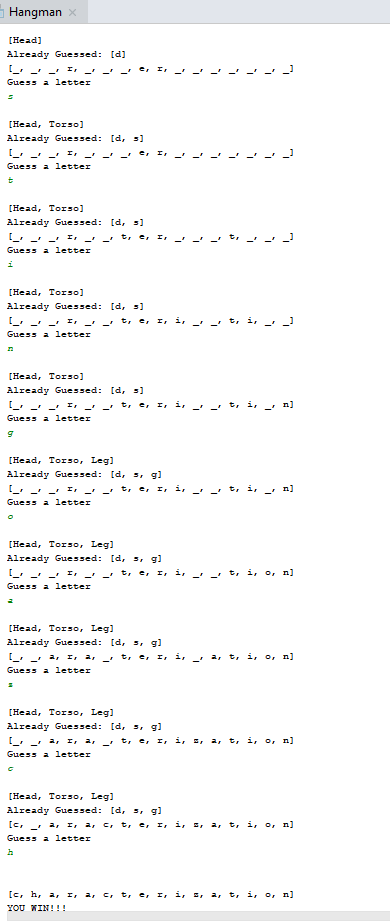 Hangman
[Head]
Already Guessed: [d]
[_, _, _, r, _, _, _, e, r, _, _, _, _, _, _, _]
Guess a letter
s
[Head, Torso]
Already Guessed: [d, s]
[_, _, _, r, _, _, _, e, r, _, _, _, _, _, _, _]
Guess a letter
t
[Head, Torso]
Already Guessed: [d, s]
[_, _, _, r, _, _, t, e, r, _, _, _, t, _, _, _]
Guess a letter
i
[Head, Torso]
Already Guessed: [d, s]
[_, _, _, r, _, _, t, e, r, i, _, _, t, i, _, _]
Guess a letter
n
[Head, Torso]
Already Guessed: [d, s]
[_, _, _, r, _, _, t, e, r, i, _, _, t, i, _, n]
Guess a letter
g
[Head, Torso, Leg]
Already Guessed: [d, s, g]
[_, _, _, r, _, _, t, e, r, i, _, _, t, i, _, n]
Guess a letter
o
[Head, Torso, Leg]
Already Guessed: [d, s, g]
[_, _, _, r, _, _, t, e, r, i, _, _, t, i, o, n]
Guess a letter
a
[Head, Torso, Leg]
Already Guessed: [d, s, g]
[_, _, a, r, a, _, t, e, r, i, _, a, t, i, o, n]
Guess a letter
z
[Head, Torso, Leg]
Already Guessed: [d, s, g]
[_, _, a, r, a, _, t, e, r, i, z, a, t, i, o, n]
Guess a letter
c
[Head, Torso, Leg]
Already Guessed: [d, s, g]
[c, _, a, r, a, c, t, e, r, i, z, a, t, i, o, n]
Guess a letter
h
[c, h, a, r, a, c, t, e, r, i, z, a, t, i, o, n]
YOU WIN!!!